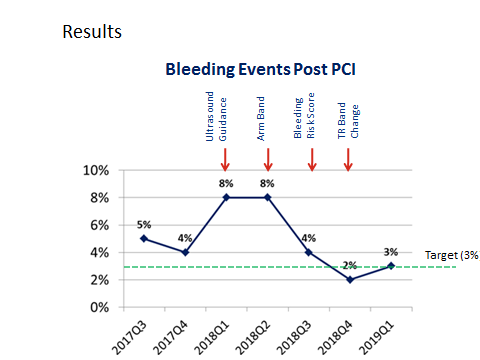 Results
Bleeding Events Post PCI
Ultrasound
Guidance
Arm Band
Bleeding
Risk Score
TR Band
Change
10%
8%
6%
4%
2%
0%
5%
4%
8%
8%
4%
2%
3%
Target (3%
2017Q3
2017Q4
2018Q1
2018Q2
2018Q3
2018Q4
2019Q1